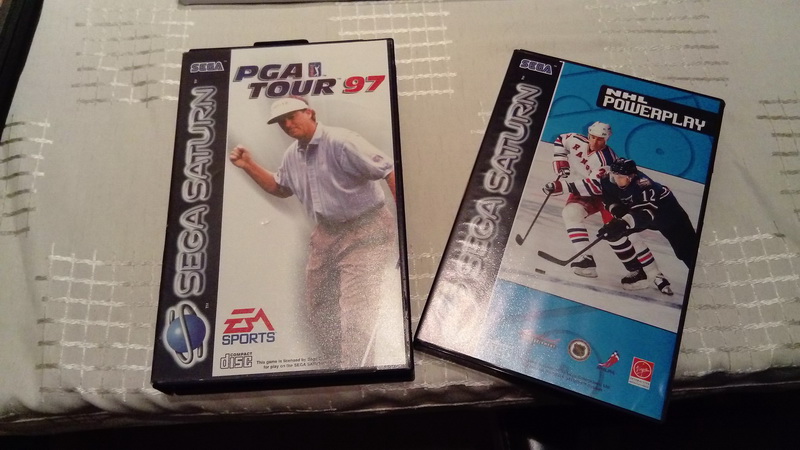 SEGA
PGA
TOUR 97
SEGA SATURN
EA
SPORTS
COMPACT
disc
This game is licensed by Sega
for play on the SEGA SATURN
SEGA
NHL
POWERPLAY
SEGA SATURN
RANG
12
Virgin